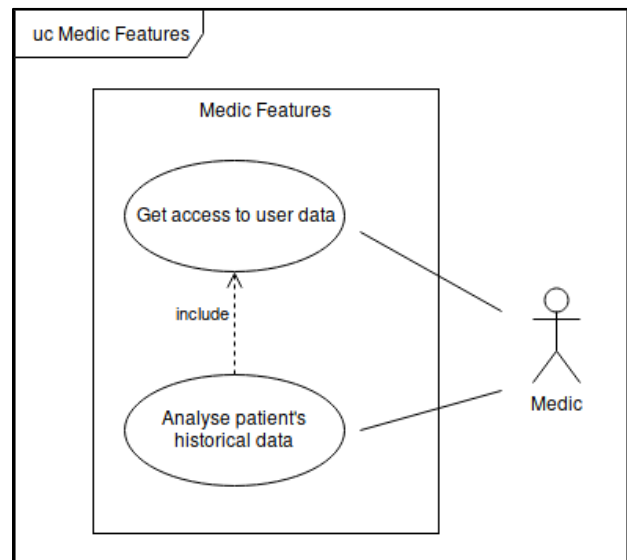 uc Medic Features
Medic Features
Get access to user data
include
Analyse patient's
historical data
Medic